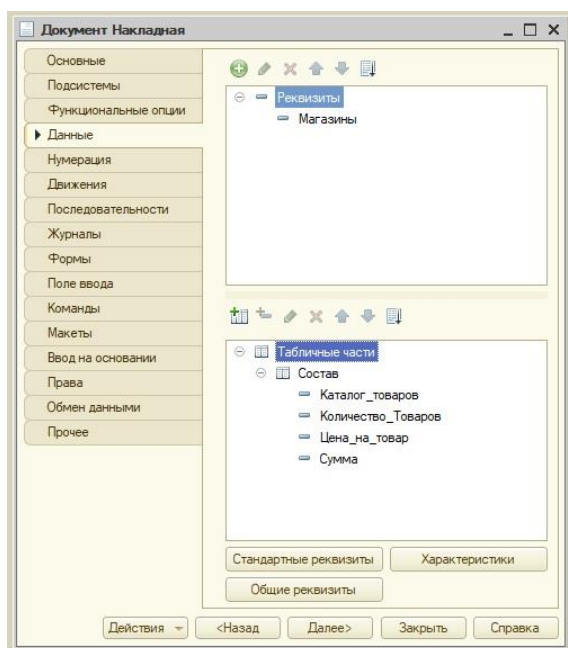 Документ Накладная
Основные
Подсистемы
Функциональные опции
Данные
Нумерация
Движения
Последовательности
Журналы
Формы
Поле ввода
Команды
Макеты
Ввод на основании
Права
Обмен данными
Прочее
Реквизиты
Магазины
Табличные части
Состав
Каталог_товаров
Количество_Товаров
Цена_на_товар
Сумма
Стандартные реквизиты
Характеристики
Общие реквизиты
Действия
<Назад
Далее>
Закрыть
Справка